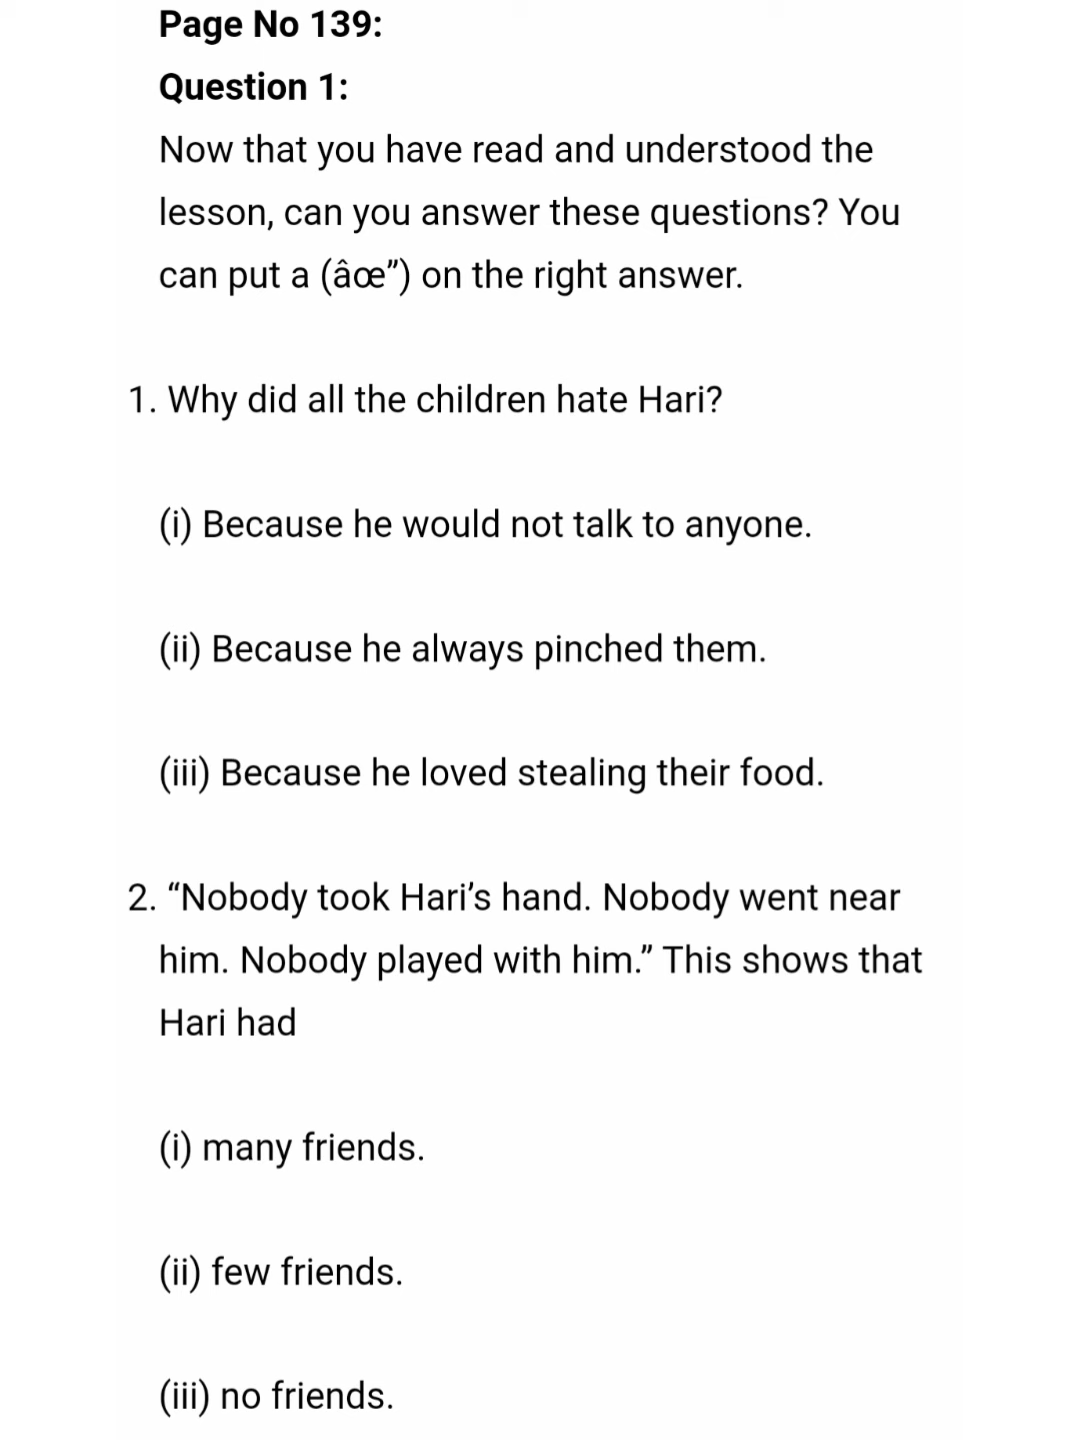 Page No 139:
Question 1:
Now that you have read and understood the
lesson, can you answer these questions? You
can put a (âœ”) on the right answer.
1. Why did all the children hate Hari?
(i) Because he would not talk to anyone.
(ii) Because he always pinched them.
(iii) Because he loved stealing their food.
2. “Nobody took Hari’s hand. Nobody went near
him. Nobody played with him.” This shows that
Hari had
(i) many friends.
(ii) few friends.
(iii) no friends.